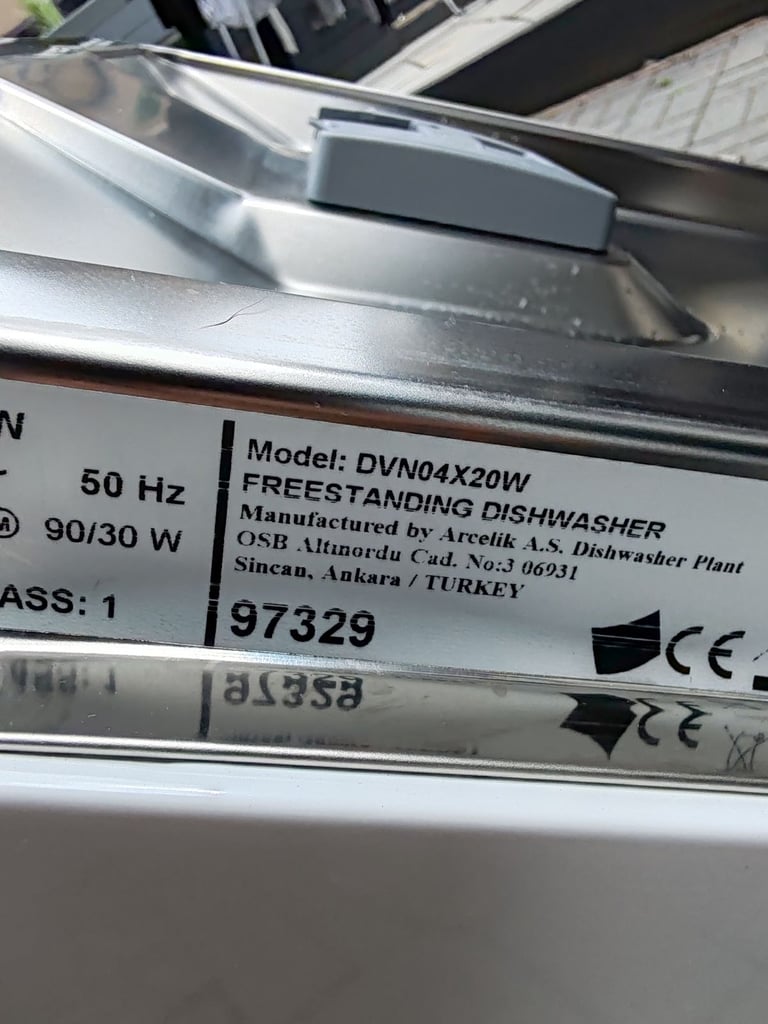 50 Hz
90/30 W
ASS: 1
Model: DVN04X20W
FREESTANDING DISHWASHER
Manufactured by Arcelik A.S. Dishwasher Plant
OSB Altınordu Cad. No:3 06931
Sincan, Ankara / TURKEY
97329
CE